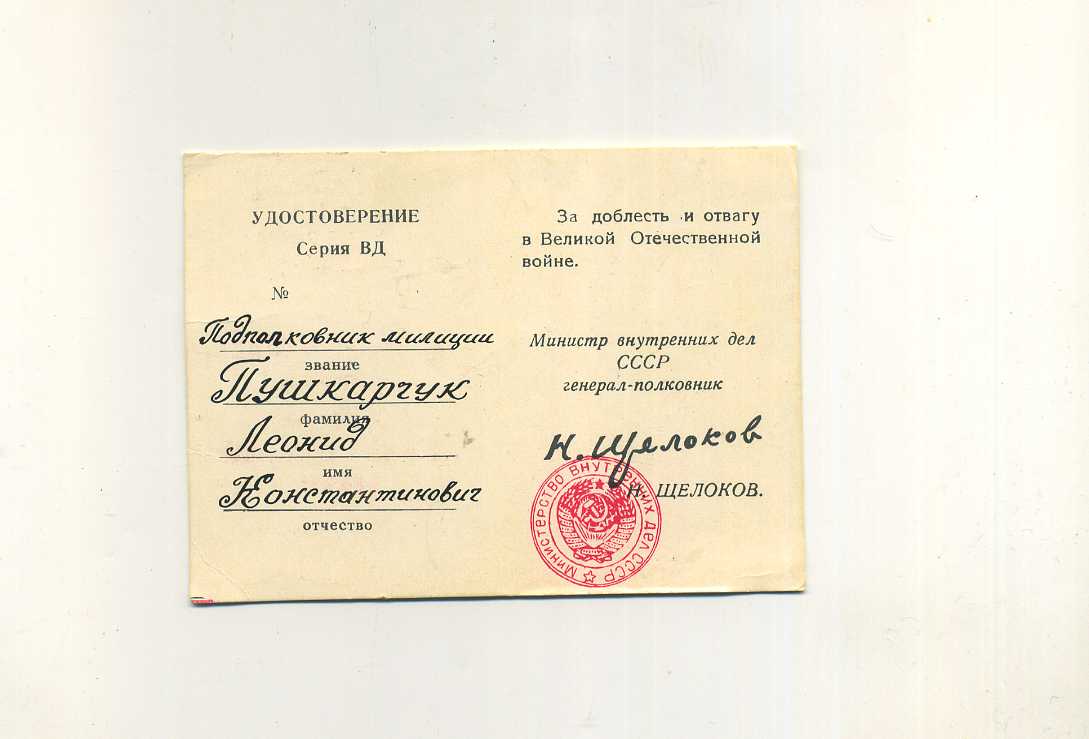 УДОСТОВЕРЕНИЕ
Серия ВД
№
Подполковник милиции
звание
Пушкарчук
фамилия
Леонид
имя
Константинович
отчество
За доблесть и отвагу
в Великой Отечественной
войне.
Министр внутренних дел
СССР
генерал-полковник
Н. Щелоков
Н. ЩЕЛОКОВ.
МИНИСТЕРСТВО ВНУТРЕННИХ ДЕЛ СССР